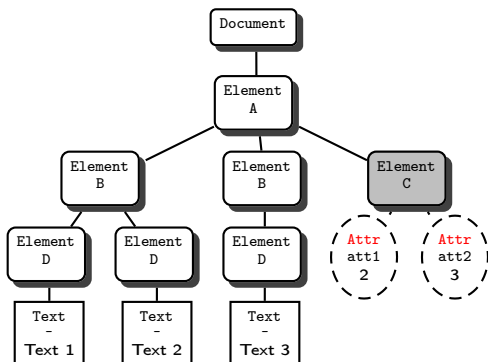 Document
Element
A
Element
B
Element
B
Element
C
Element
D
Element
D
Element
D
Attr
att1
2
Attr
att2
3
Text
-
Text 1
Text
-
Text 2
Text
-
Text 3